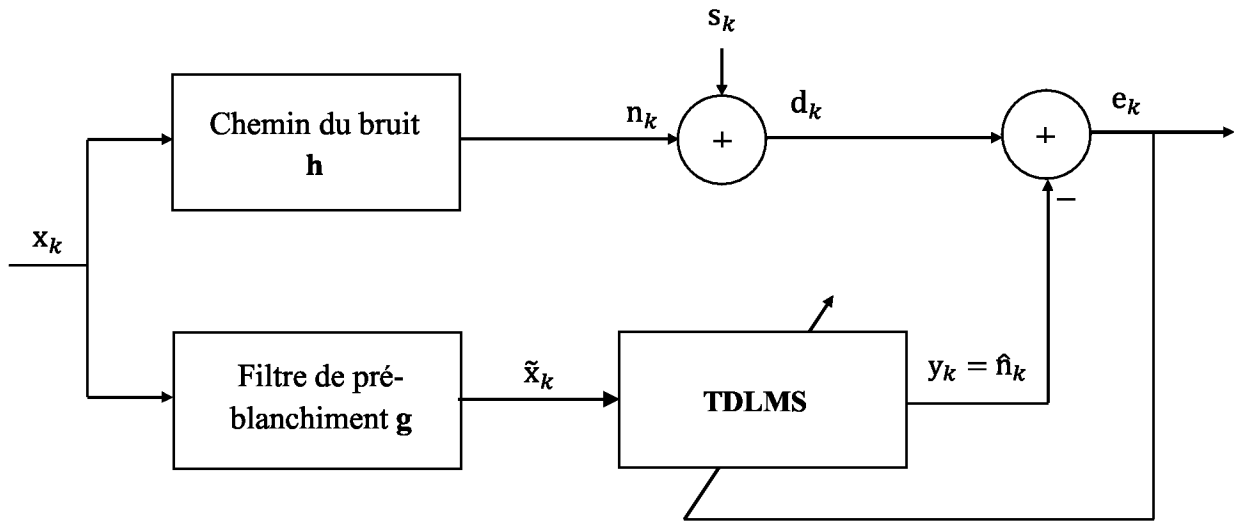 s_k
Chemin du bruit
h
n_k
+
d_k
+
e_k
−
x_k
Filtre de pré-
blanchiment g
x̃_k
TDLMS
y_k = n̂_k